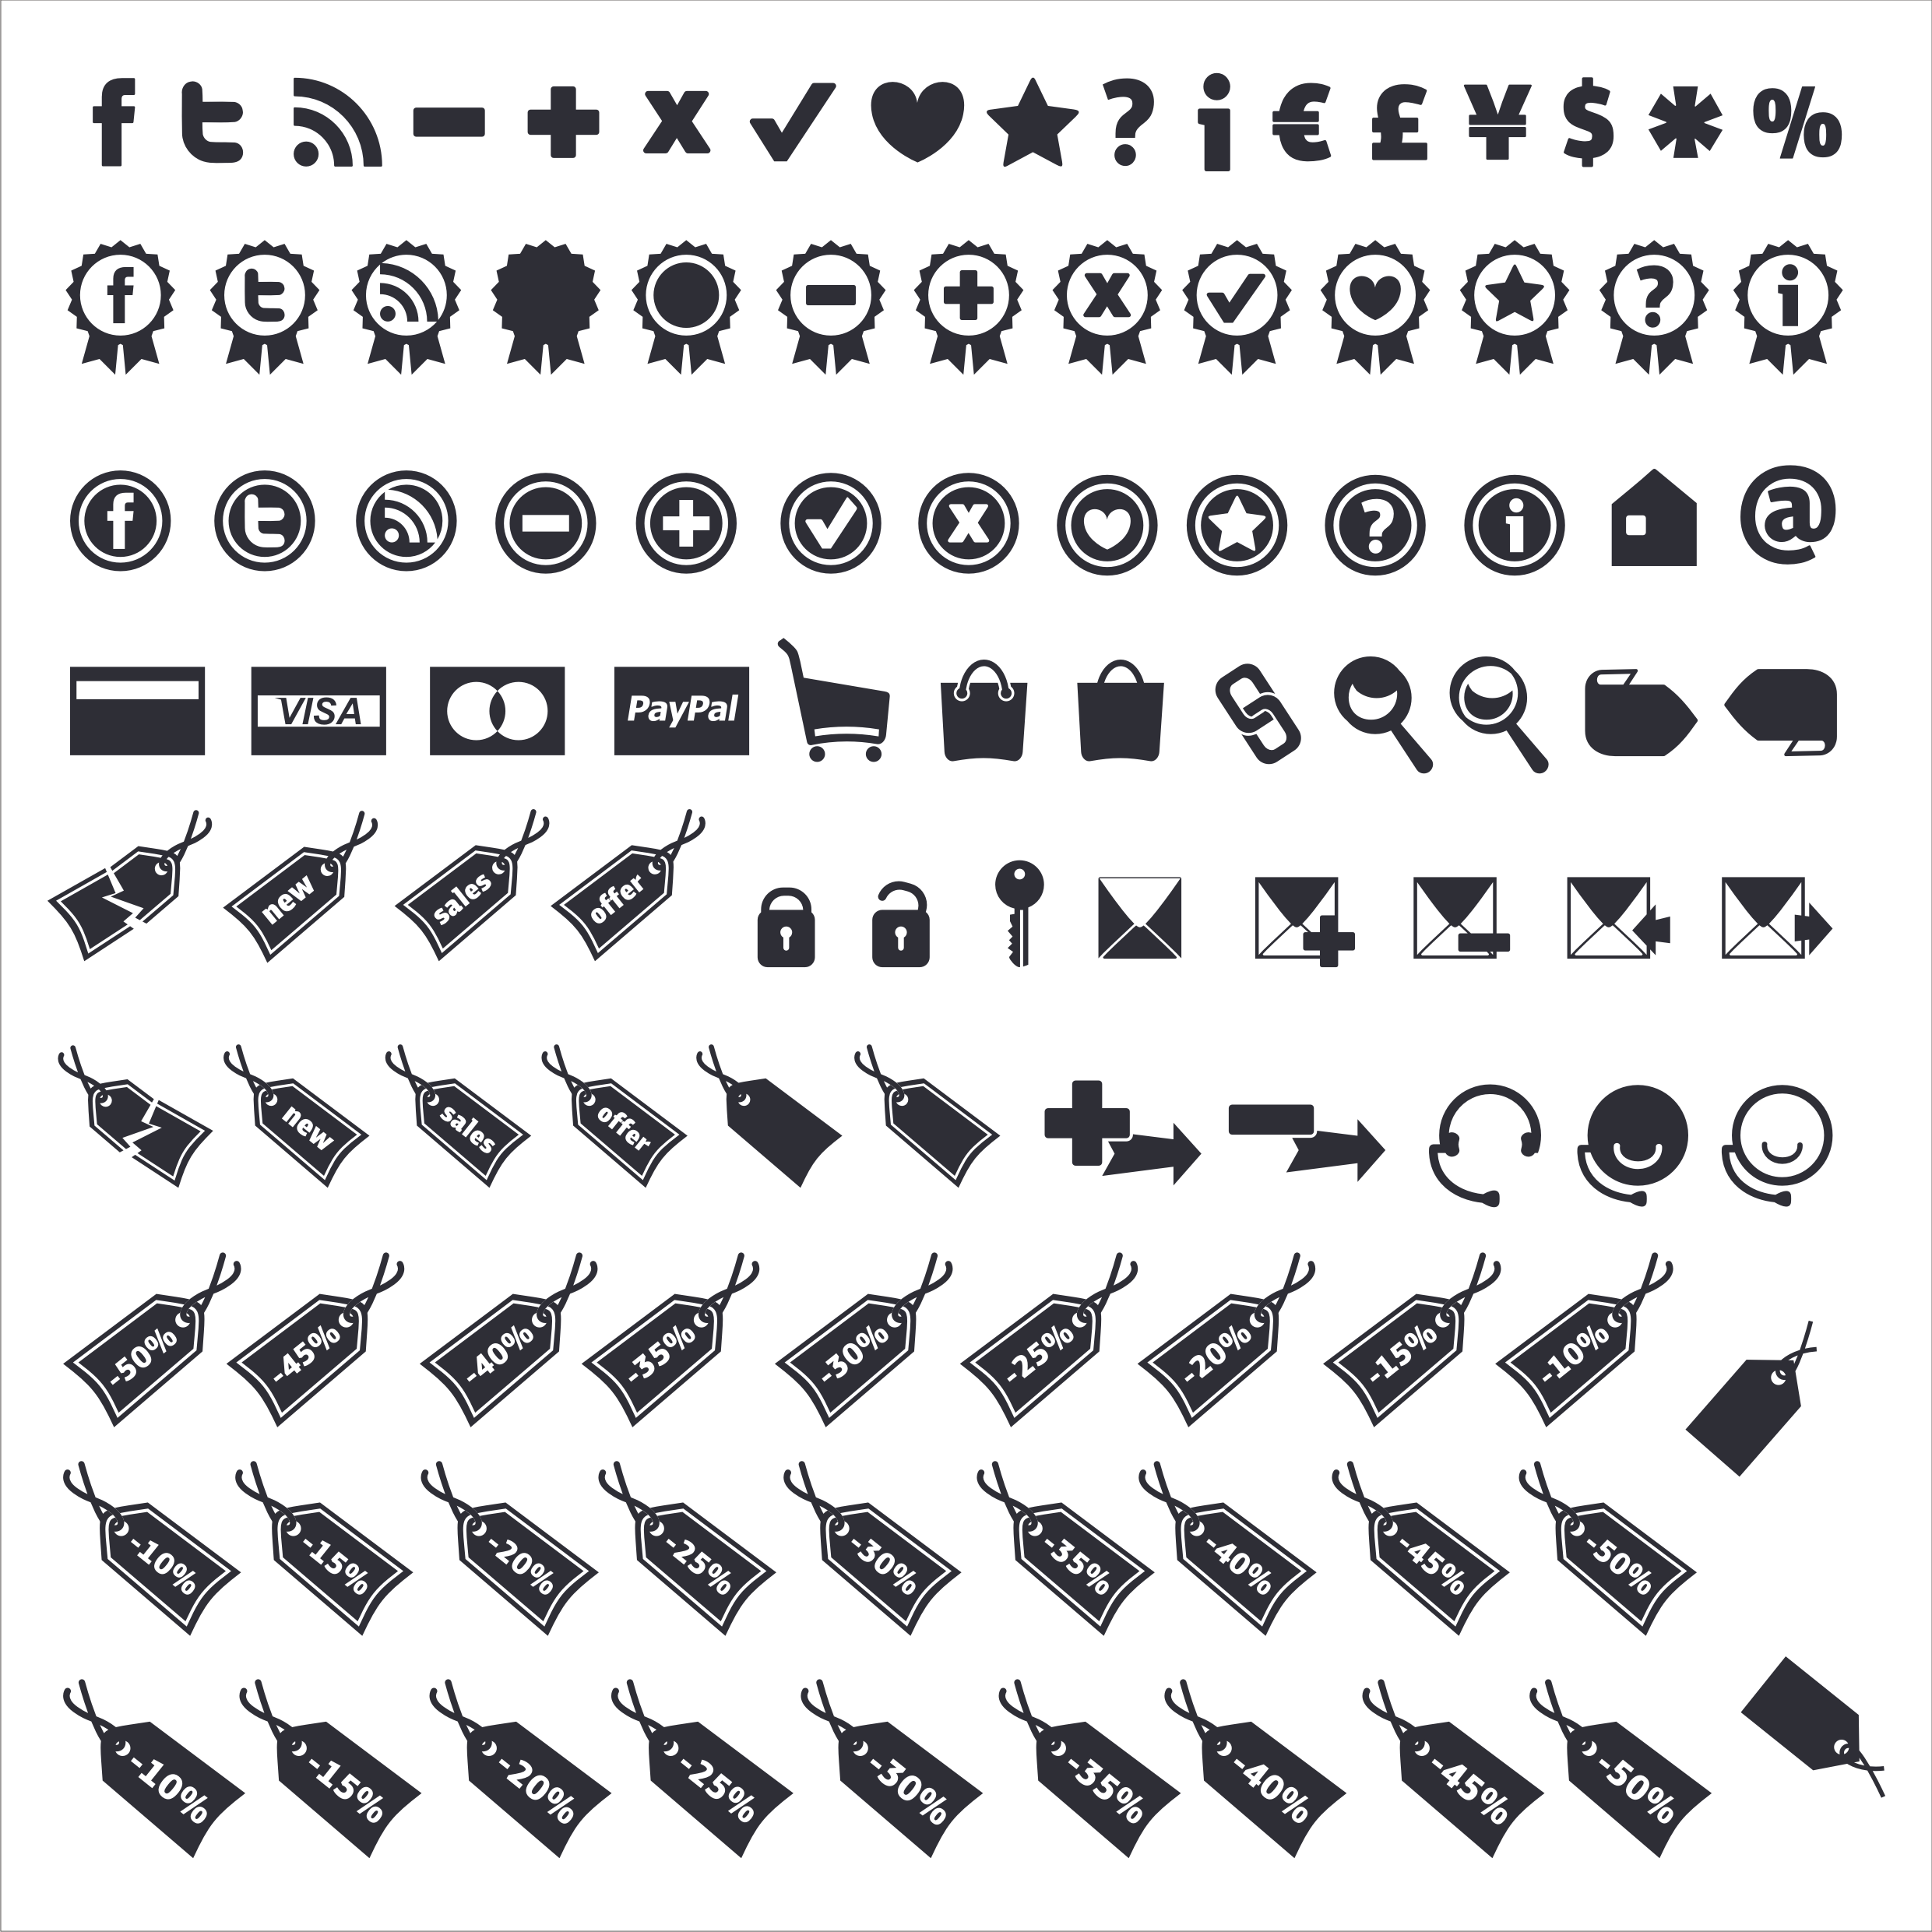 f t - + x ? i € £ ¥ $ * %
f t - + x ? i
f t - + x ? i @
VISA PayPal
new sales offer
new sales offer
-50% -45% -40% -35% -30% -25% -20% -15% -10%
-10% -15% -20% -25% -30% -35% -40% -45% -50%
-10% -15% -20% -25% -30% -35% -40% -45% -50%